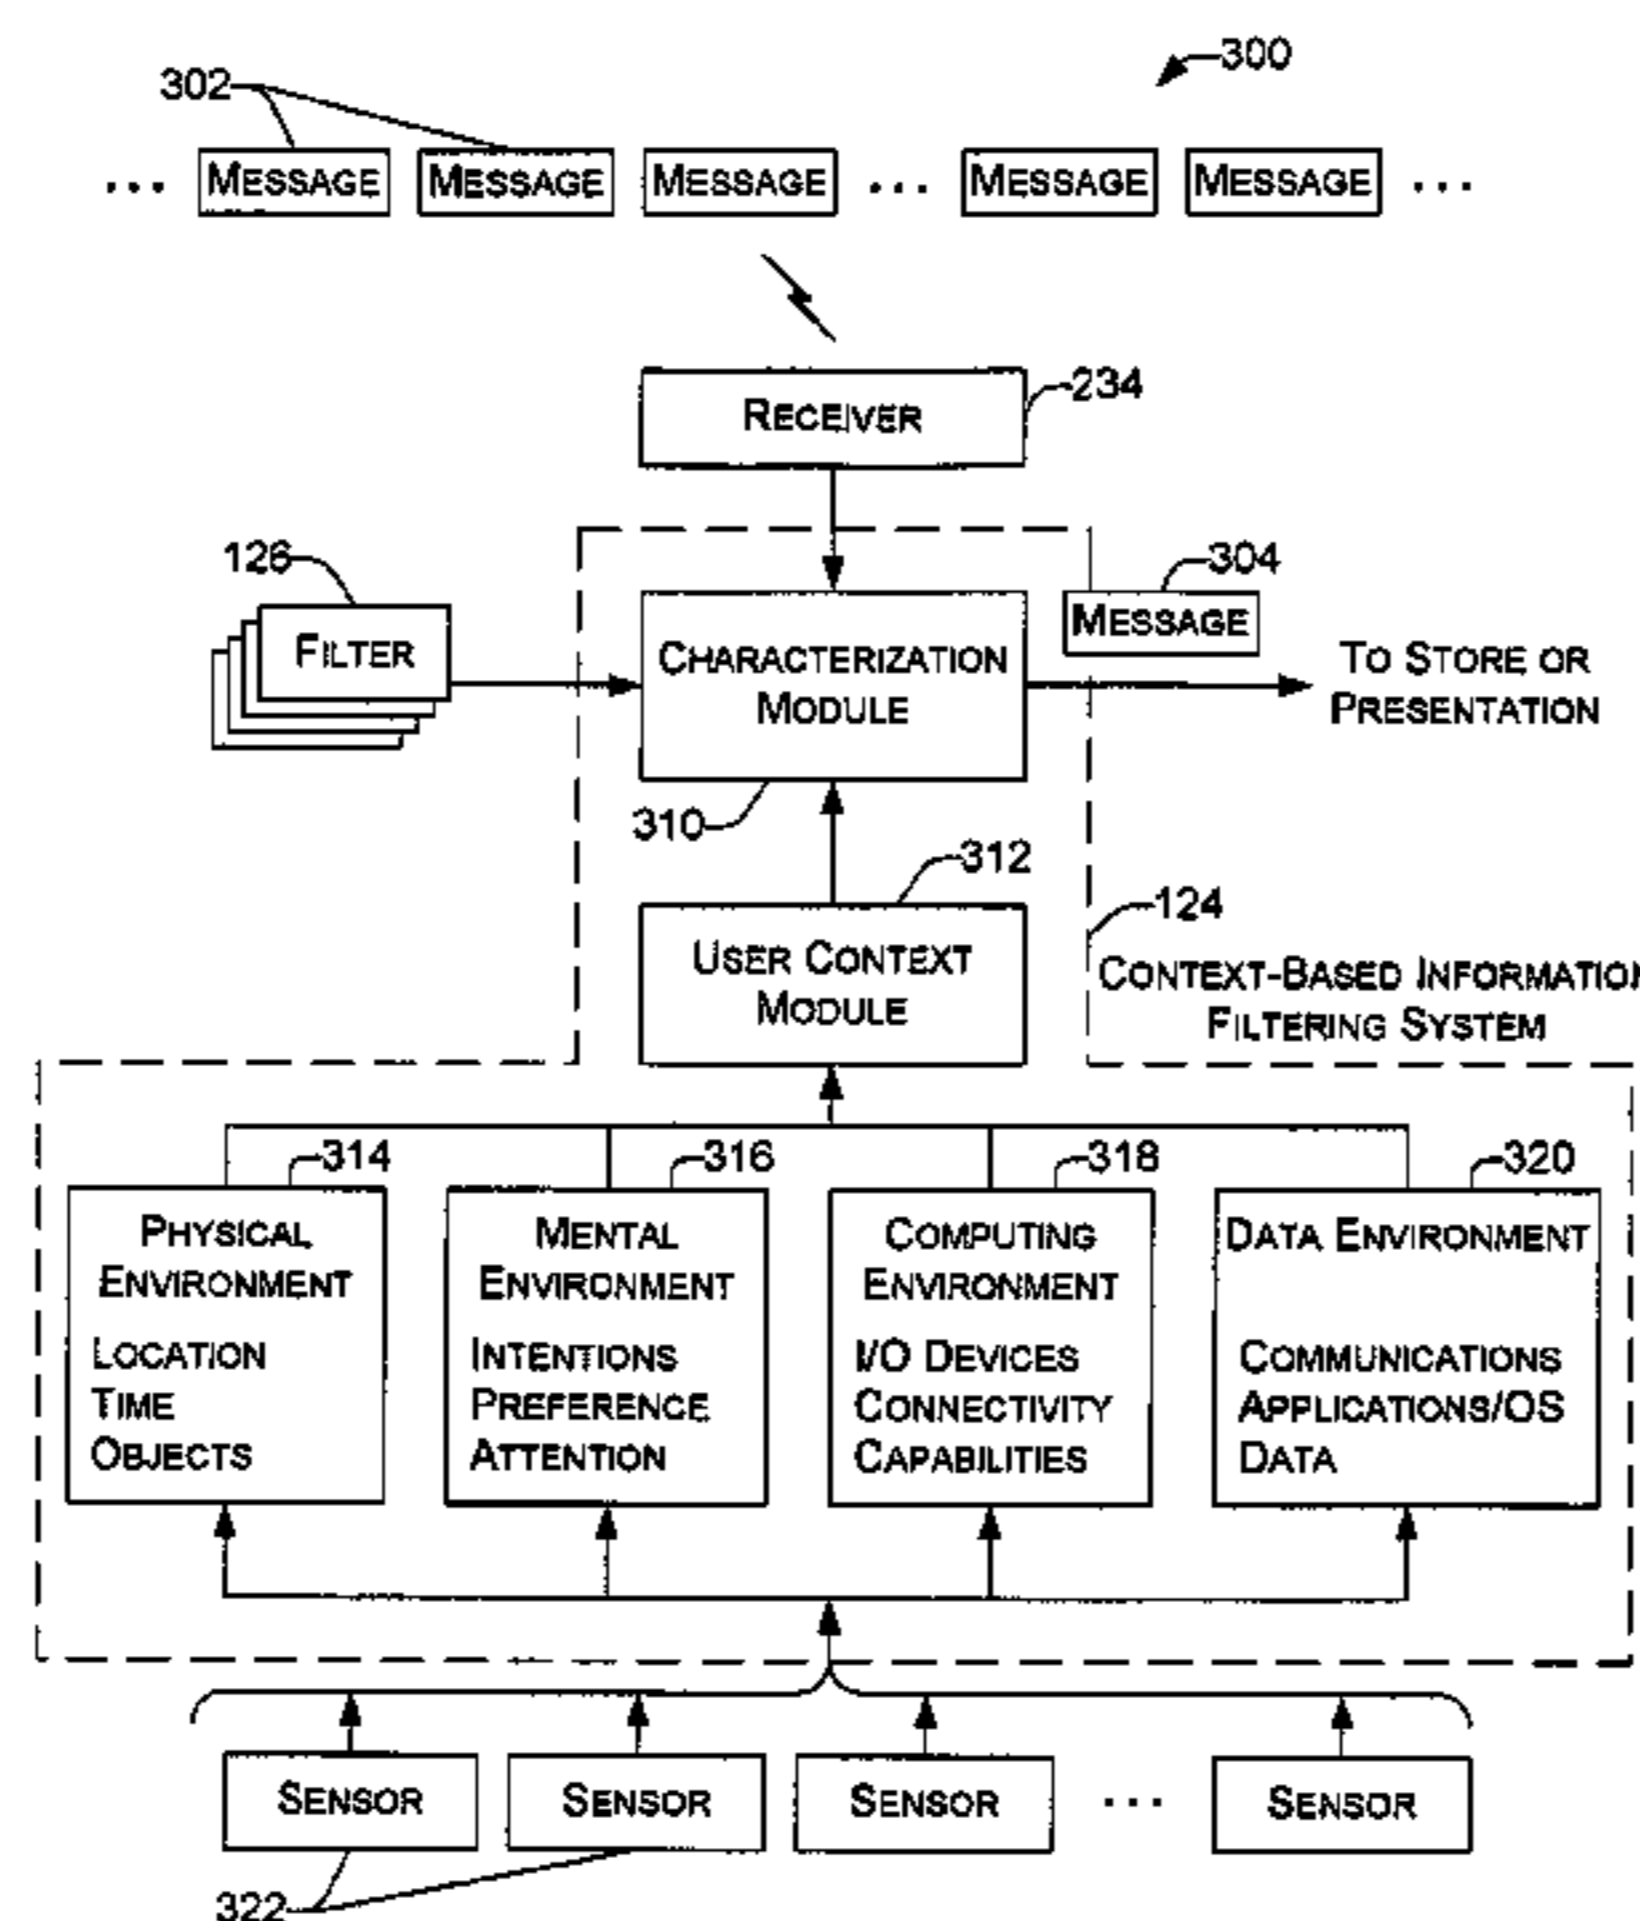 300
302
... MESSAGE MESSAGE MESSAGE ... MESSAGE MESSAGE ...
RECEIVER
234
126
304
FILTER
MESSAGE
CHARACTERIZATION
MODULE
TO STORE OR
PRESENTATION
310
312
124
USER CONTEXT
MODULE
CONTEXT-BASED INFORMATION
FILTERING SYSTEM
314
316
318
320
PHYSICAL
ENVIRONMENT
LOCATION
TIME
OBJECTS
MENTAL
ENVIRONMENT
INTENTIONS
PREFERENCE
ATTENTION
COMPUTING
ENVIRONMENT
I/O DEVICES
CONNECTIVITY
CAPABILITIES
DATA ENVIRONMENT
COMMUNICATIONS
APPLICATIONS/OS
DATA
SENSOR SENSOR SENSOR ... SENSOR
322